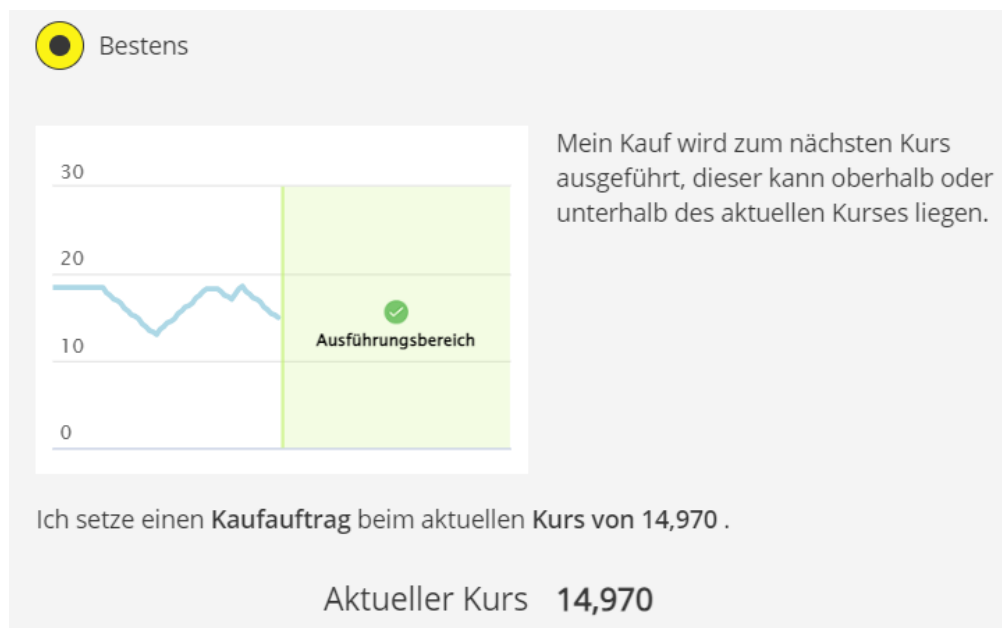 Bestens
Mein Kauf wird zum nächsten Kurs
ausgeführt, dieser kann oberhalb oder
unterhalb des aktuellen Kurses liegen.
30
20
10
0
Ausführungsbereich
Ich setze einen Kaufauftrag beim aktuellen Kurs von 14,970 .
Aktueller Kurs 14,970